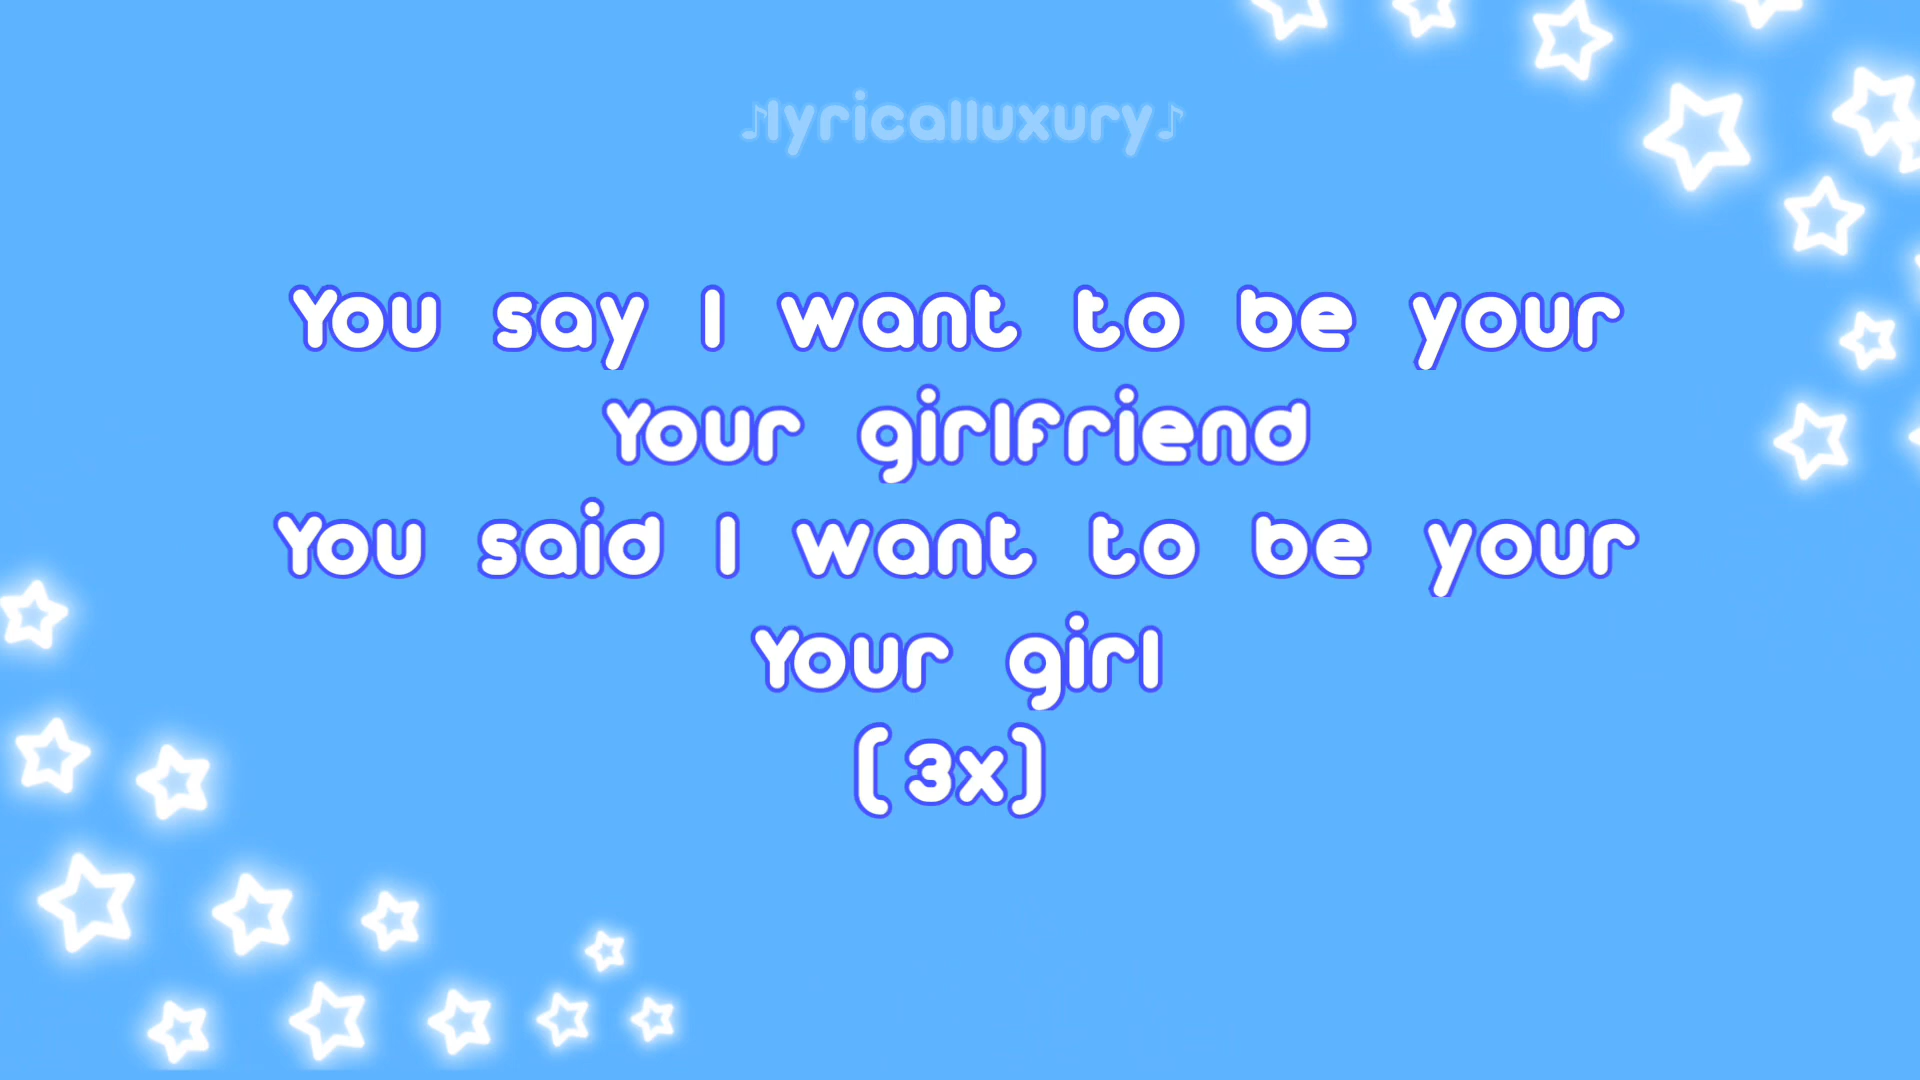 ♪lyricalluxury♪
You say I want to be your
Your girlfriend
You said I want to be your
Your girl
(3x)